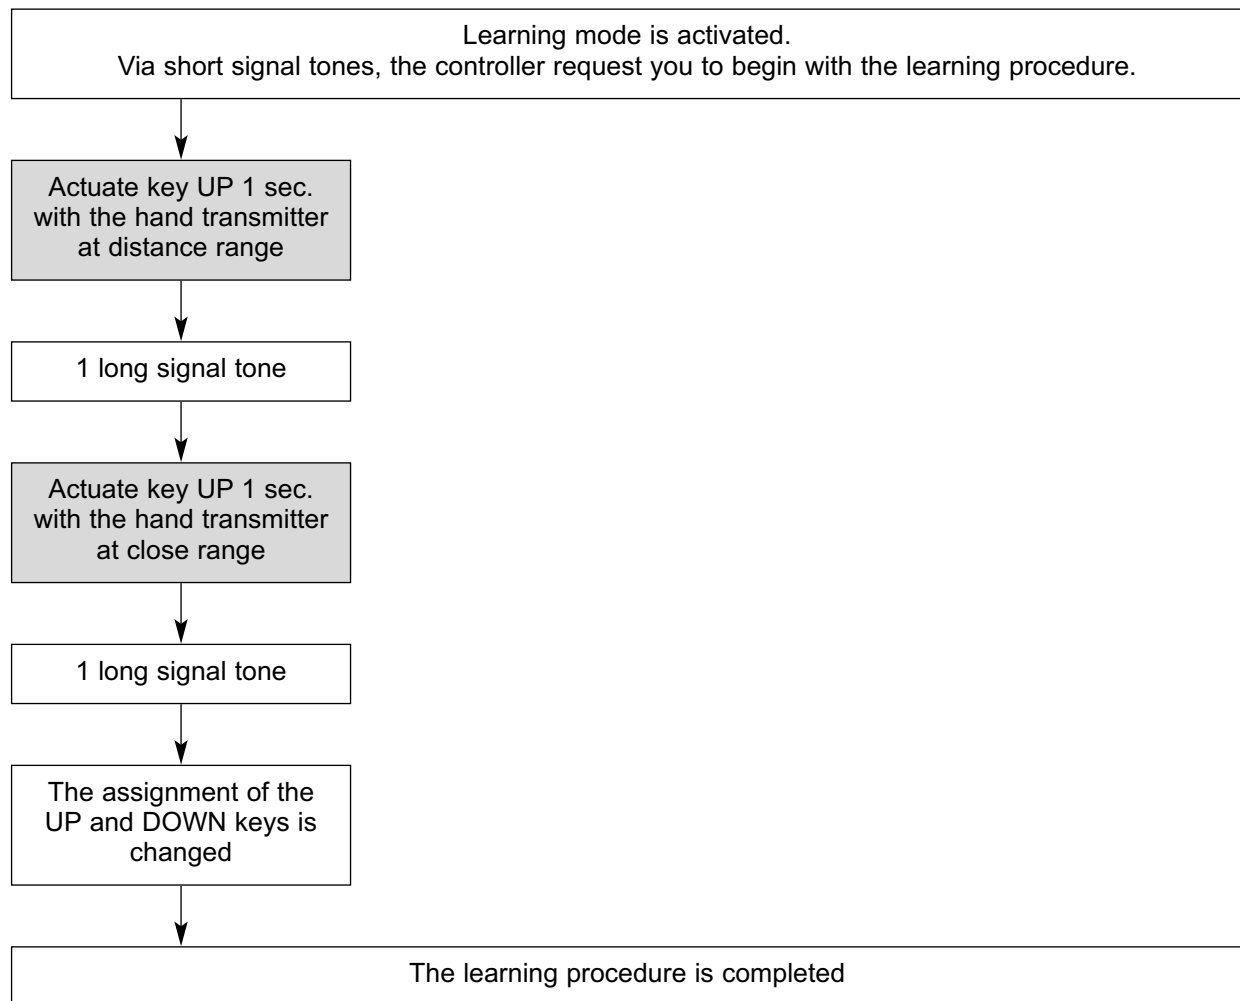 Learning mode is activated.
Via short signal tones, the controller request you to begin with the learning procedure.
Actuate key UP 1 sec.
with the hand transmitter
at distance range
1 long signal tone
Actuate key UP 1 sec.
with the hand transmitter
at close range
1 long signal tone
The assignment of the
UP and DOWN keys is
changed
The learning procedure is completed